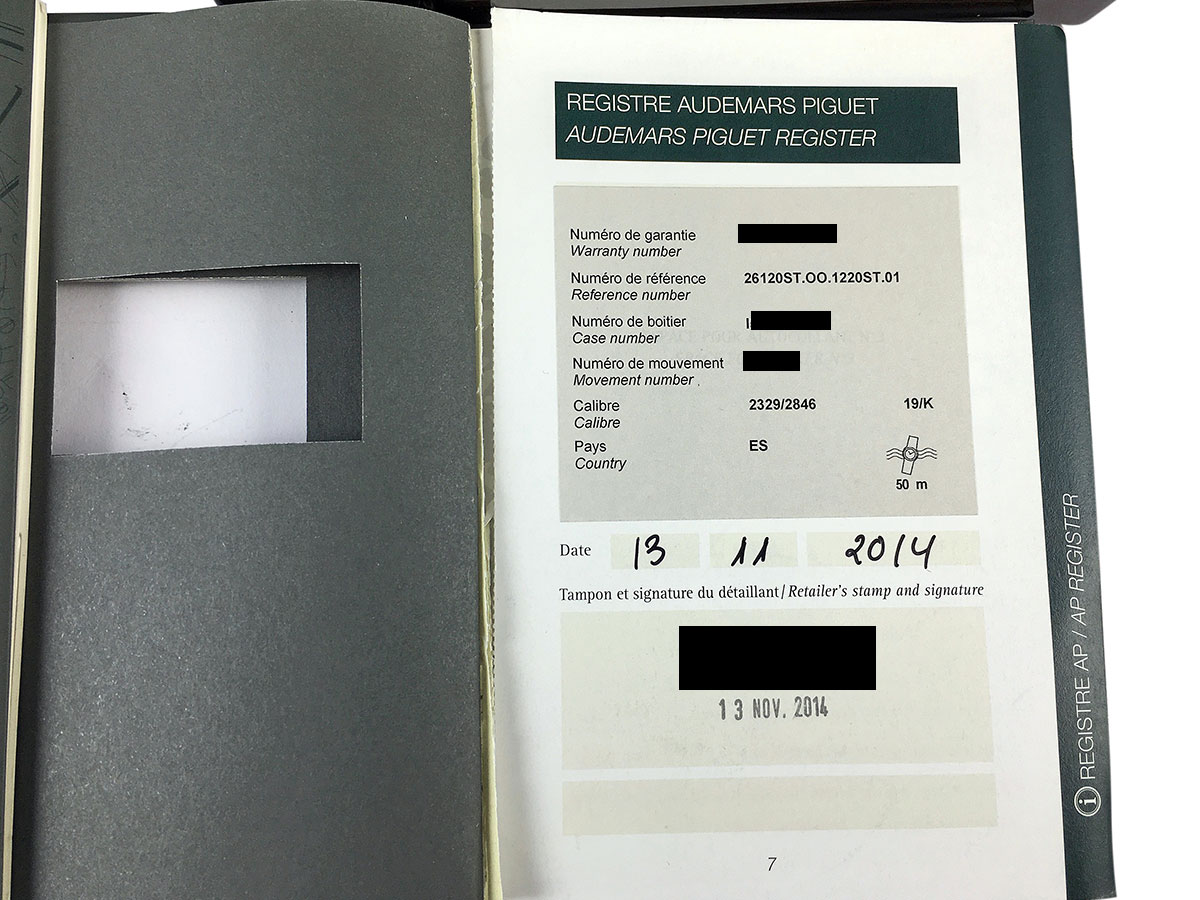 REGISTRE AUDEMARS PIGUET
AUDEMARS PIGUET REGISTER
Numéro de garantie
Warranty number
Numéro de référence 26120ST.OO.1220ST.01
Reference number
Numéro de boitier
Case number
Numéro de mouvement
Movement number
Calibre 2329/2846 19/K
Calibre
Pays ES
Country
50 m
Date 13 11 2014
Tampon et signature du détaillant / Retailer's stamp and signature
13 NOV. 2014
7
i REGISTRE AP / AP REGISTER